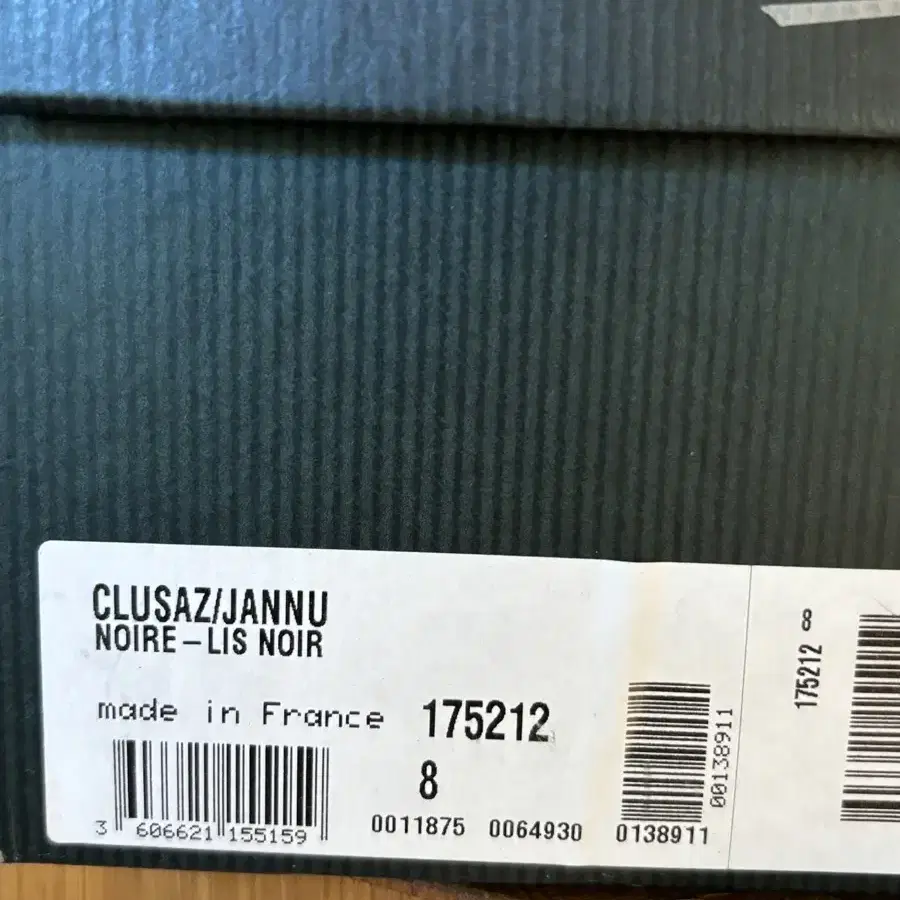 CLUSAZ/JANNU
NOIRE-LIS NOIR
made in France 175212
8
3 606621 155159
0011875 0064930 0138911
00138911
175212 8